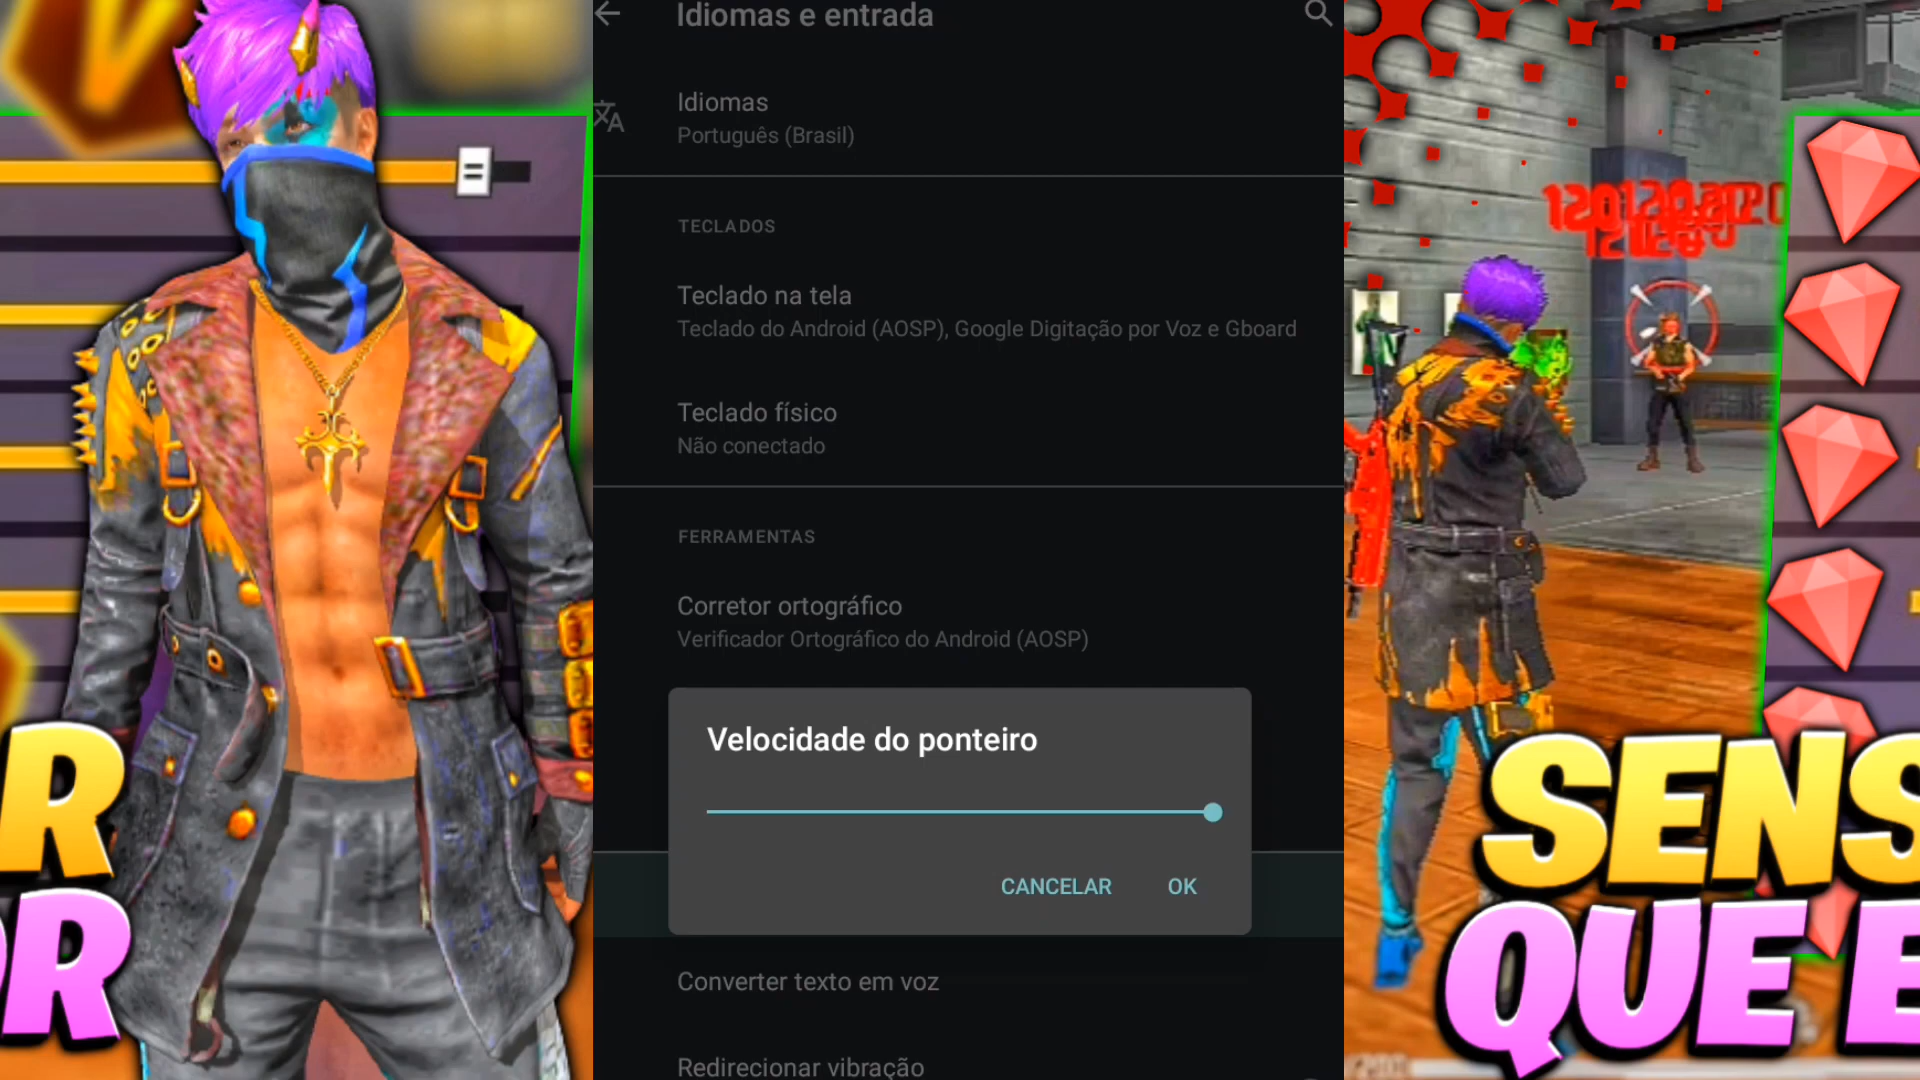 Idiomas e entrada
Idiomas
Português (Brasil)
TECLADOS
Teclado na tela
Teclado do Android (AOSP), Google Digitação por Voz e Gboard
Teclado físico
Não conectado
FERRAMENTAS
Corretor ortográfico
Verificador Ortográfico do Android (AOSP)
Velocidade do ponteiro
CANCELAR OK
Converter texto em voz
Redirecionar vibração
R
OR
SENS
QUE E